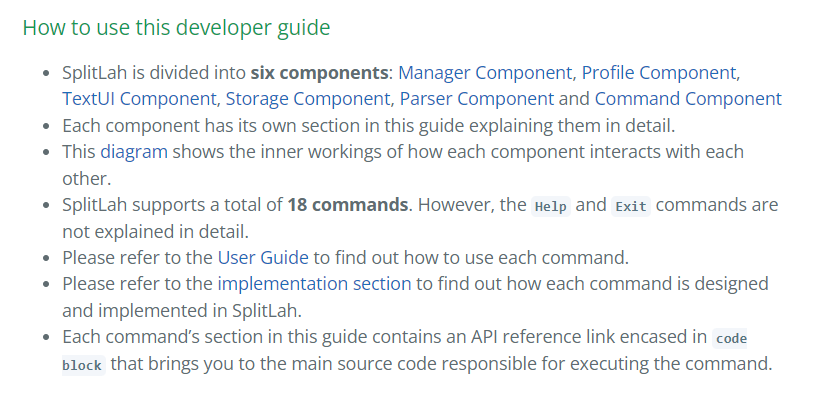 How to use this developer guide
• SplitLah is divided into six components: Manager Component, Profile Component,
TextUI Component, Storage Component, Parser Component and Command Component
• Each component has its own section in this guide explaining them in detail.
• This diagram shows the inner workings of how each component interacts with each
other.
• SplitLah supports a total of 18 commands. However, the Help and Exit commands are
not explained in detail.
• Please refer to the User Guide to find out how to use each command.
• Please refer to the implementation section to find out how each command is designed
and implemented in SplitLah.
• Each command’s section in this guide contains an API reference link encased in code
block that brings you to the main source code responsible for executing the command.